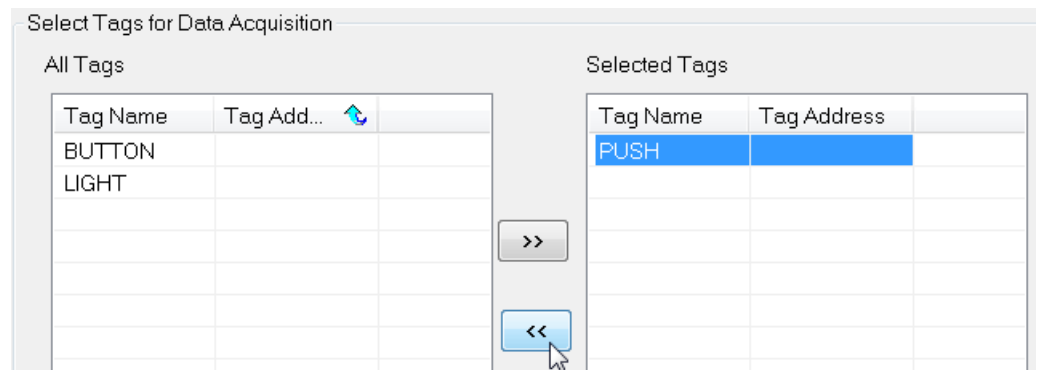 Select Tags for Data Acquisition
All Tags
Selected Tags
Tag Name Tag Add...
Tag Name Tag Address
BUTTON
PUSH
LIGHT
>>
<<